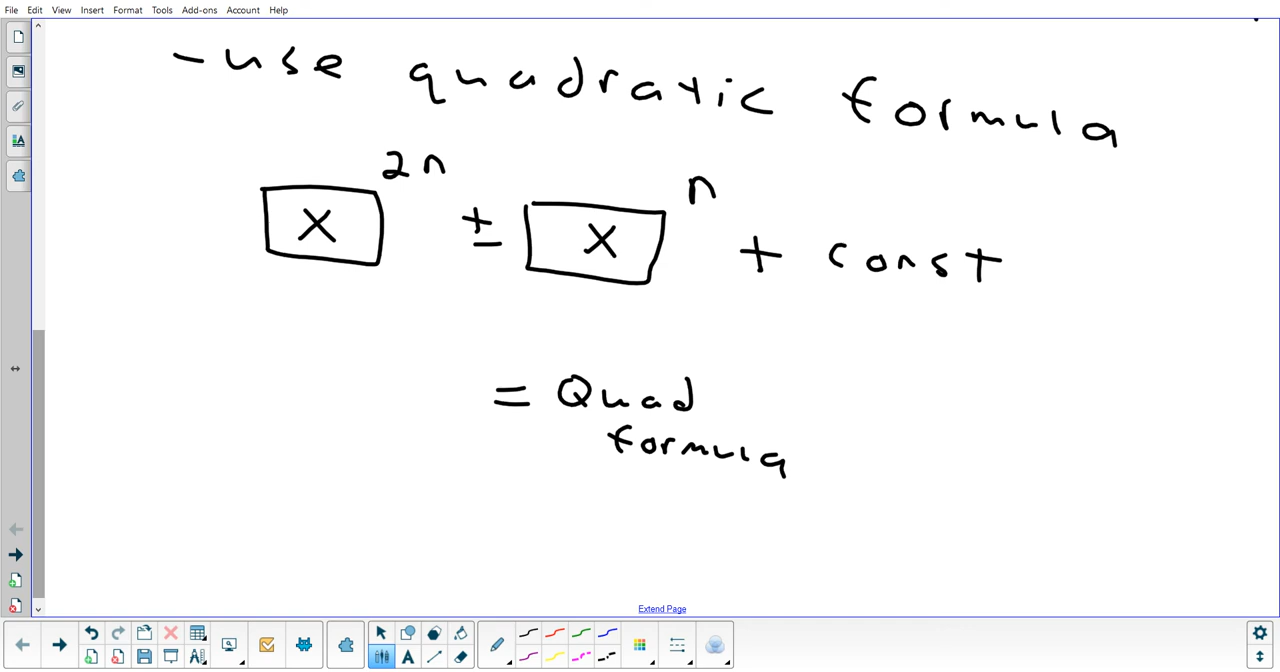 File Edit View Insert Format Tools Add-ons Account Help
- use quadratic formula
X 2n ± X n + const
= Quad
formula
Extend Page